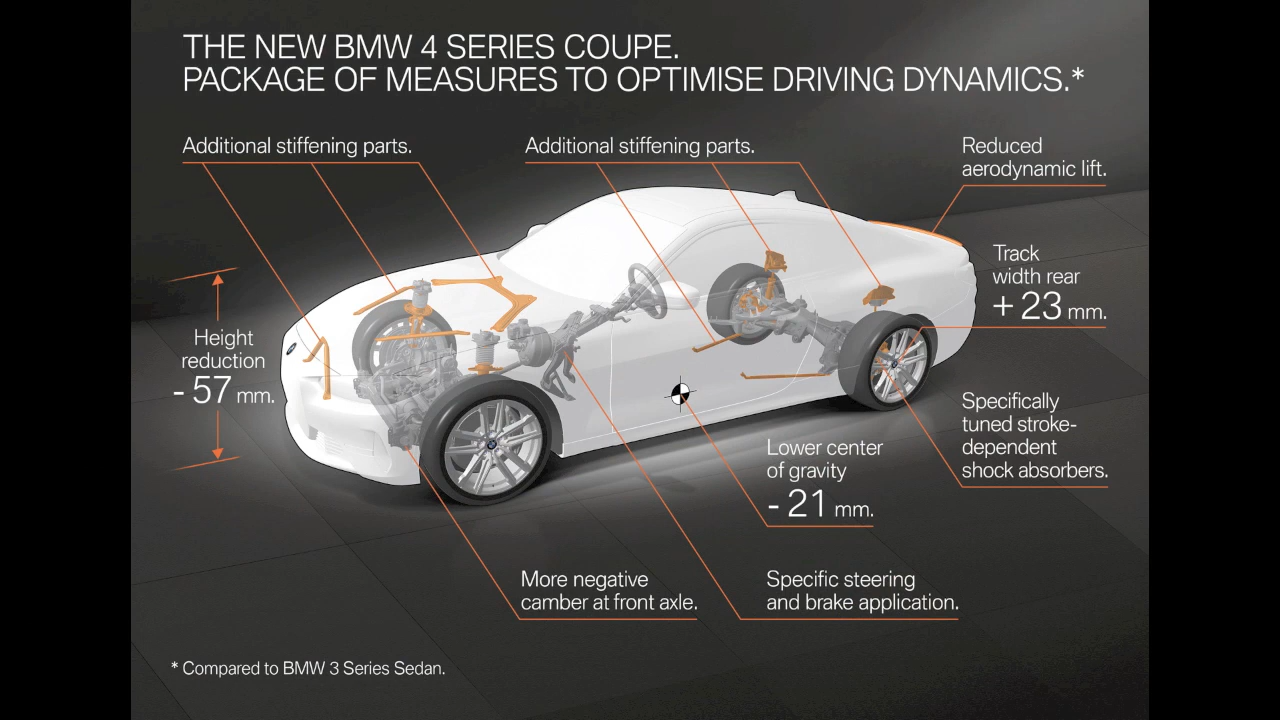 THE NEW BMW 4 SERIES COUPE.
PACKAGE OF MEASURES TO OPTIMISE DRIVING DYNAMICS.*
Additional stiffening parts.
Additional stiffening parts.
Reduced
aerodynamic lift.
Track
width rear
+ 23 mm.
Height
reduction
- 57 mm.
Specifically
tuned stroke-
dependent
shock absorbers.
Lower center
of gravity
- 21 mm.
More negative
camber at front axle.
Specific steering
and brake application.
* Compared to BMW 3 Series Sedan.